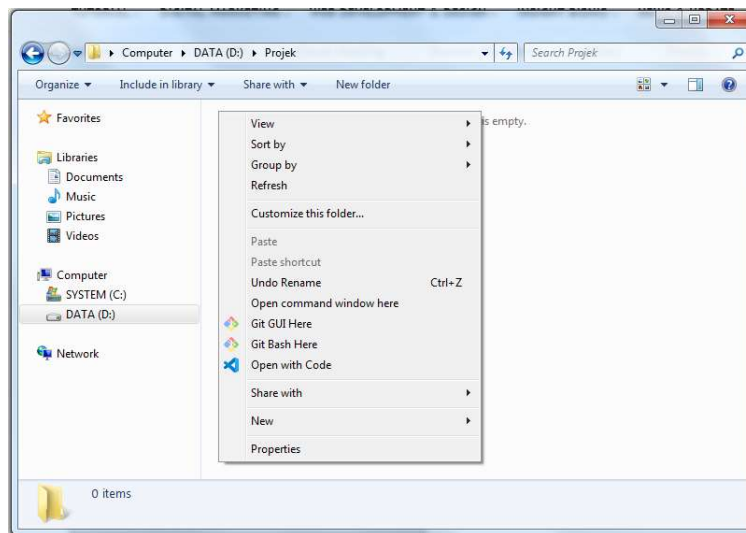 Computer ▸ DATA (D:) ▸ Projek
Search Projek
Organize
Include in library
Share with
New folder
Favorites
Libraries
Documents
Music
Pictures
Videos
Computer
SYSTEM (C:)
DATA (D:)
Network
is empty.
View
Sort by
Group by
Refresh
Customize this folder...
Paste
Paste shortcut
Undo Rename Ctrl+Z
Open command window here
Git GUI Here
Git Bash Here
Open with Code
Share with
New
Properties
0 items